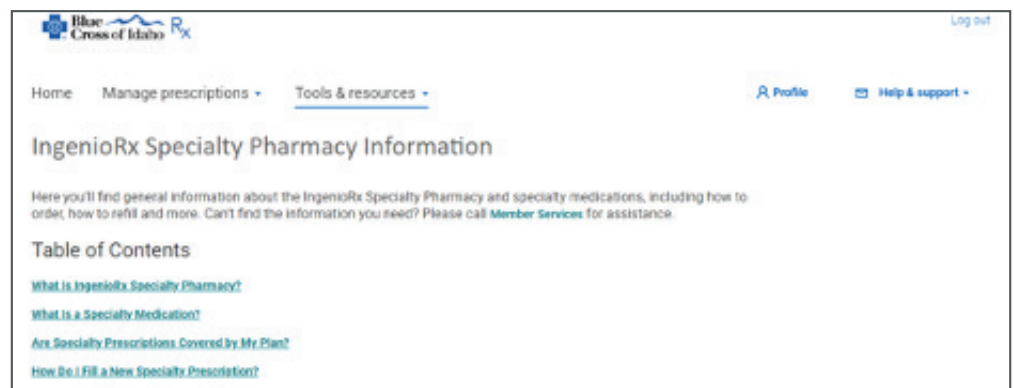 Blue
Cross of Idaho Rx
Log out
Home Manage prescriptions Tools & resources Profile Help & support
IngenioRx Specialty Pharmacy Information
Here you'll find general information about the IngenioRx Specialty Pharmacy and specialty medications, including how to
order, how to refill and more. Can't find the information you need? Please call Member Services for assistance.
Table of Contents
What Is IngenioRx Specialty Pharmacy?
What Is a Specialty Medication?
Are Specialty Prescriptions Covered by My Plan?
How Do I Fill a New Specialty Prescription?